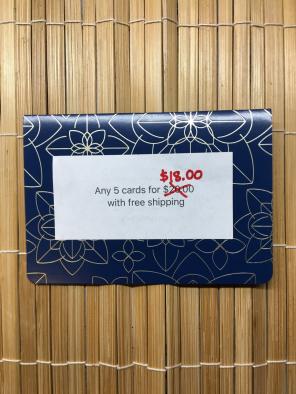 $18.00
Any 5 cards for $20.00
with free shipping